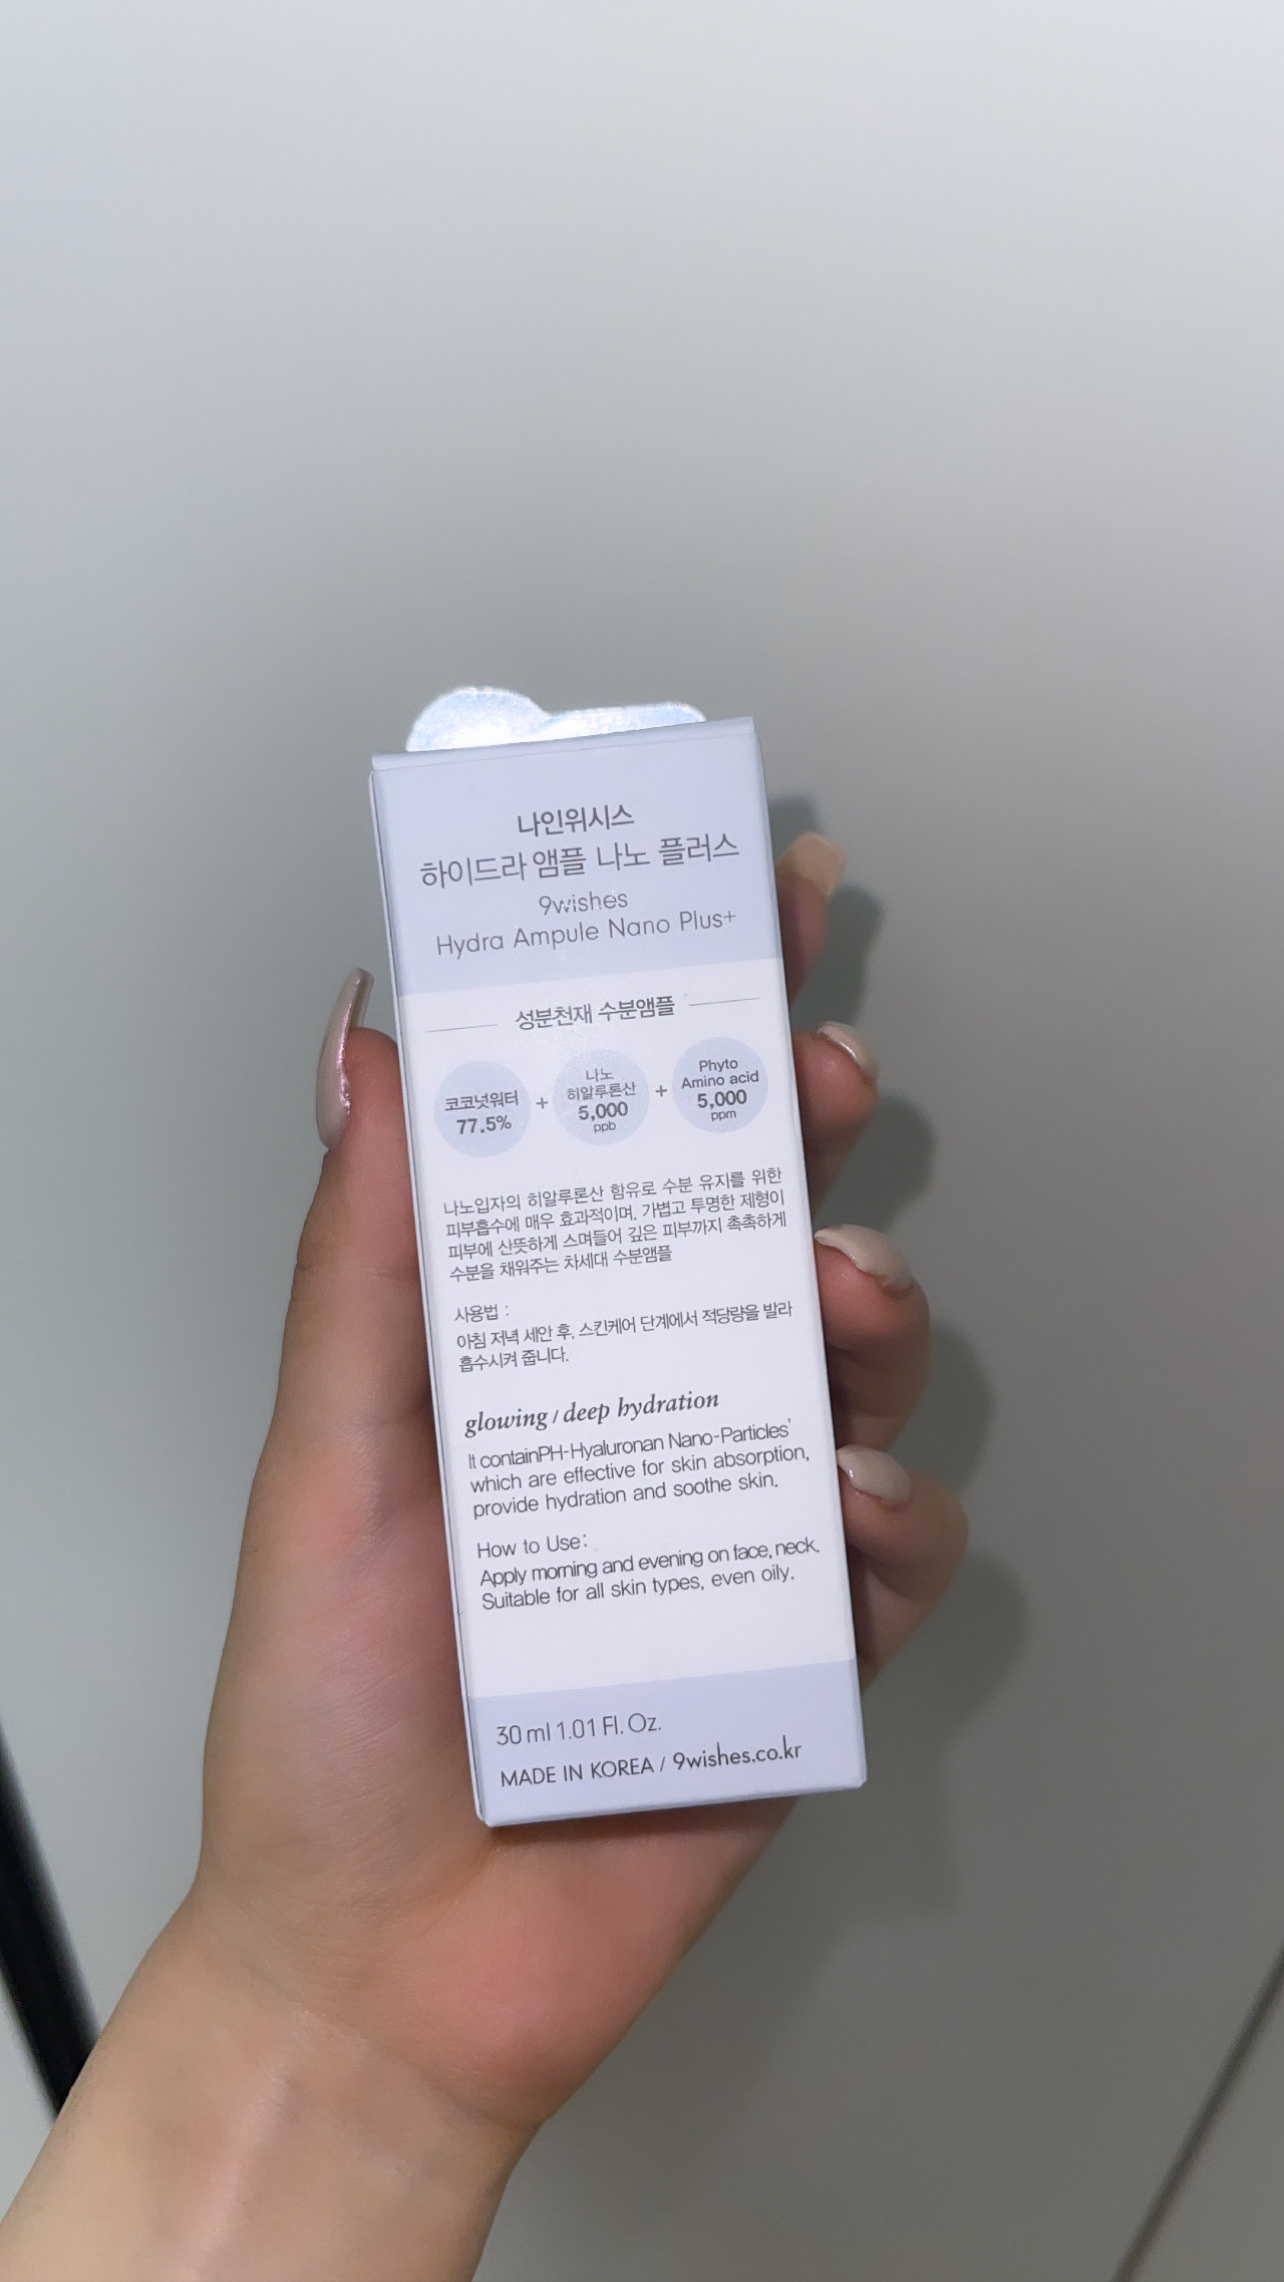 나인위시스
하이드라 앰플 나노 플러스
9wishes
Hydra Ampule Nano Plus+
성분천재 수분앰플
코코넛워터
77.5%
+
나노
히알루론산
5,000
ppb
+
Phyto
Amino acid
5,000
ppm
나노입자의 히알루론산 함유로 수분 유지를 위한
피부흡수에 매우 효과적이며, 가볍고 투명한 제형이
피부에 산뜻하게 스며들어 깊은 피부까지 촉촉하게
수분을 채워주는 차세대 수분앰플
사용법 :
아침 저녁 세안 후, 스킨케어 단계에서 적당량을 발라
흡수시켜 줍니다.
glowing / deep hydration
It containPH-Hyaluronan Nano-Particles'
which are effective for skin absorption,
provide hydration and soothe skin.
How to Use:
Apply morning and evening on face, neck.
Suitable for all skin types, even oily.
30 ml 1.01 Fl. Oz.
MADE IN KOREA / 9wishes.co.kr